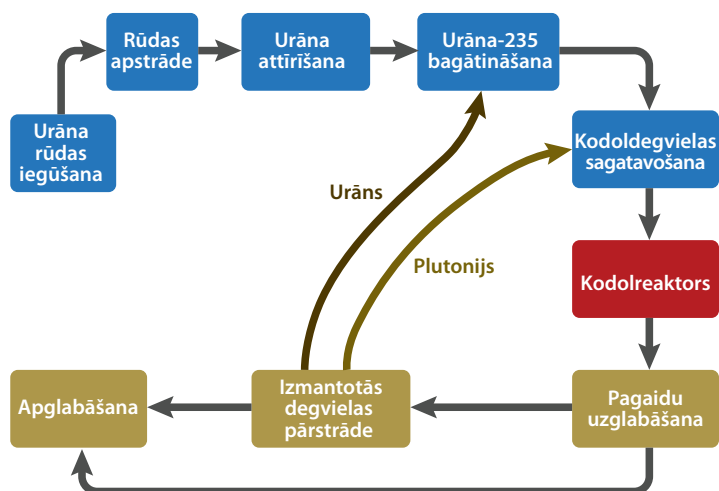 Rūdas
apstrāde
Urāna
attīrīšana
Urāna-235
bagātināšana
Urāna
rūdas
iegūšana
Kodoldegvielas
sagatavošana
Urāns
Plutonijs
Kodolreaktors
Apglabāšana
Izmantotās
degvielas
pārstrāde
Pagaidu
uzglabāšana